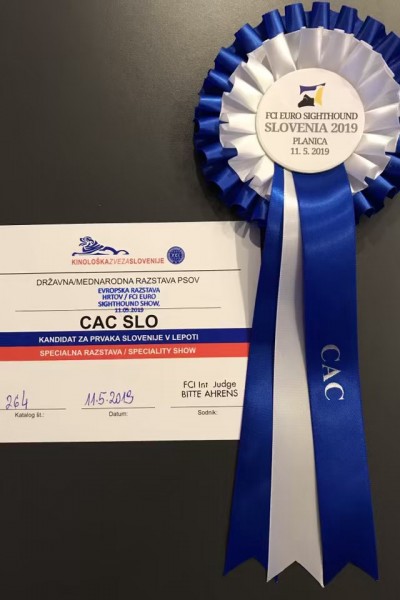 FCI EURO SIGHTHOUND
SLOVENIA 2019
PLANICA
11. 5. 2019
CAC
KINOLOŠKAZVEZASLOVENIJE
DRŽAVNA/MEDNARODNA RAZSTAVA PSOV
EVROPSKA RAZSTAVA
HRTOV / FCI EURO
SIGHTHOUND SHOW,
11.05.2019
CAC SLO
KANDIDAT ZA PRVAKA SLOVENIJE V LEPOTI
SPECIALNA RAZSTAVA / SPECIALITY SHOW
FCI Int Judge
264 11.5.2019 BITTE AHRENS
Katalog št.: Datum: Sodnik: